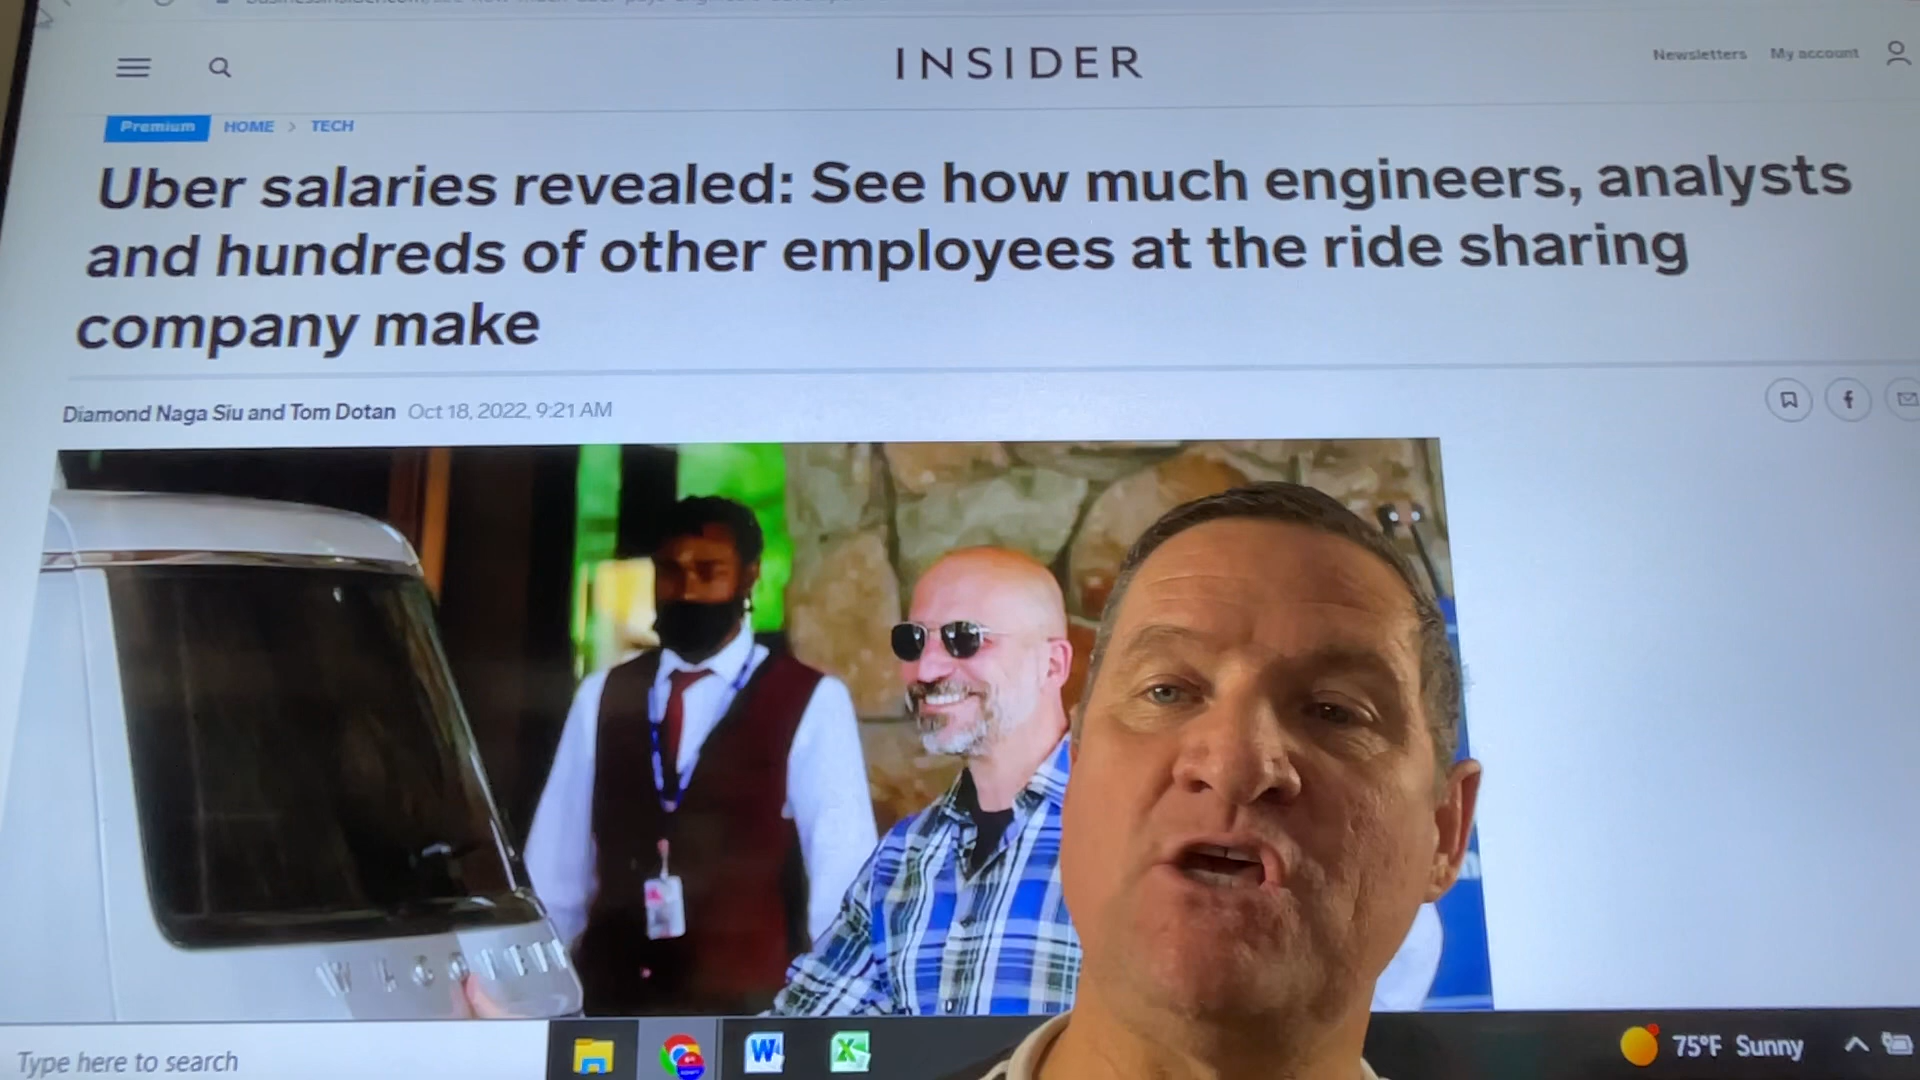 INSIDER
Newsletters My account
Premium HOME > TECH
Uber salaries revealed: See how much engineers, analysts
and hundreds of other employees at the ride sharing
company make
Diamond Naga Siu and Tom Dotan Oct 18, 2022, 9:21 AM
Type here to search
75°F Sunny